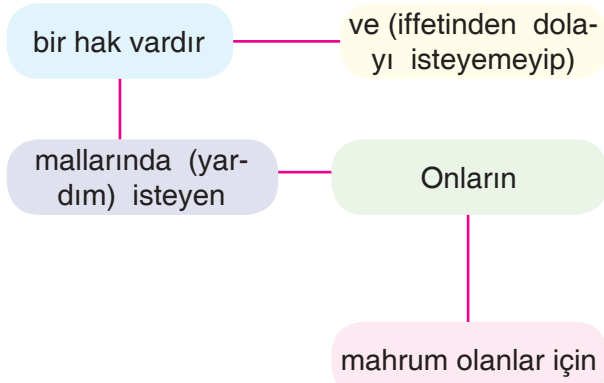 bir hak vardır
ve (iffetinden dola-
yı isteyemeyip)
mallarında (yar-
dım) isteyen
Onların
mahrum olanlar için